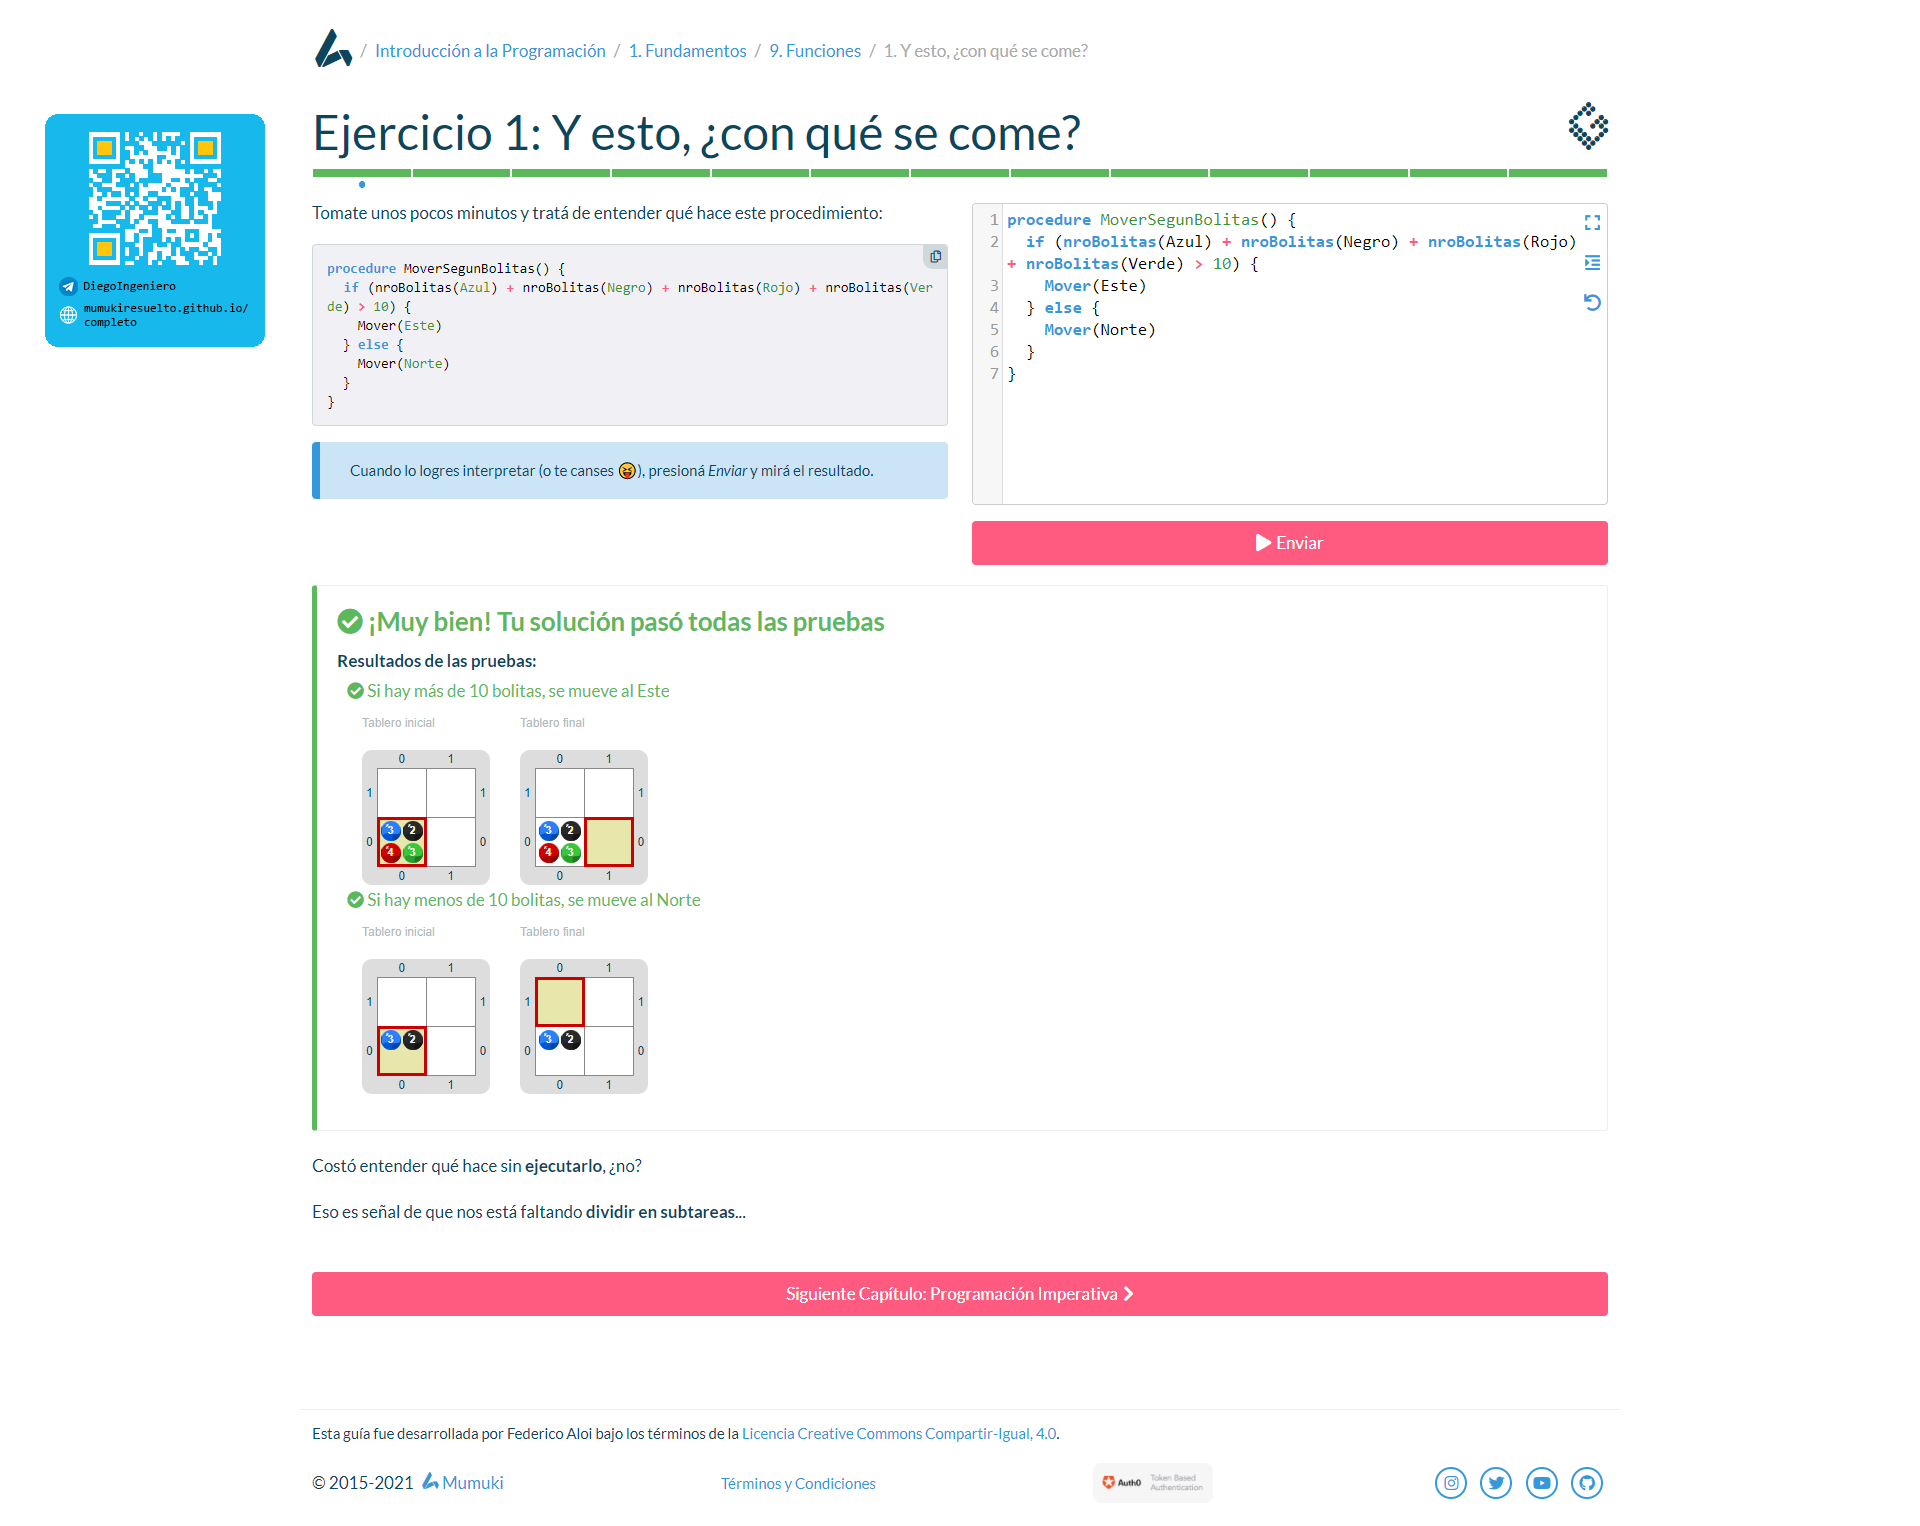 / Introducción a la Programación / 1. Fundamentos / 9. Funciones / 1. Y esto, ¿con qué se come?
DiegoIngeniero
mumukiresuelto.github.io/
completo
Ejercicio 1: Y esto, ¿con qué se come?
Tomate unos pocos minutos y tratá de entender qué hace este procedimiento:
procedure MoverSegunBolitas() {
if (nroBolitas(Azul) + nroBolitas(Negro) + nroBolitas(Rojo) + nroBolitas(Ver
de) > 10) {
Mover(Este)
} else {
Mover(Norte)
}
}
Cuando lo logres interpretar (o te canses 😝), presioná Enviar y mirá el resultado.
1 procedure MoverSegunBolitas() {
2 if (nroBolitas(Azul) + nroBolitas(Negro) + nroBolitas(Rojo)
+ nroBolitas(Verde) > 10) {
3 Mover(Este)
4 } else {
5 Mover(Norte)
6 }
7 }
Enviar
¡Muy bien! Tu solución pasó todas las pruebas
Resultados de las pruebas:
Si hay más de 10 bolitas, se mueve al Este
Tablero inicial Tablero final
0 1 0 1
1 1 1 1
3 2 3 2
0 0 0 0
4 3 4 3
0 1 0 1
Si hay menos de 10 bolitas, se mueve al Norte
Tablero inicial Tablero final
0 1 0 1
1 1 1 1
3 2 3 2
0 0 0 0
0 1 0 1
Costó entender qué hace sin ejecutarlo, ¿no?
Eso es señal de que nos está faltando dividir en subtareas...
Siguiente Capítulo: Programación Imperativa
Esta guía fue desarrollada por Federico Aloi bajo los términos de la Licencia Creative Commons Compartir-Igual, 4.0.
© 2015-2021 Mumuki
Términos y Condiciones
Auth0 Token Based
Authentication